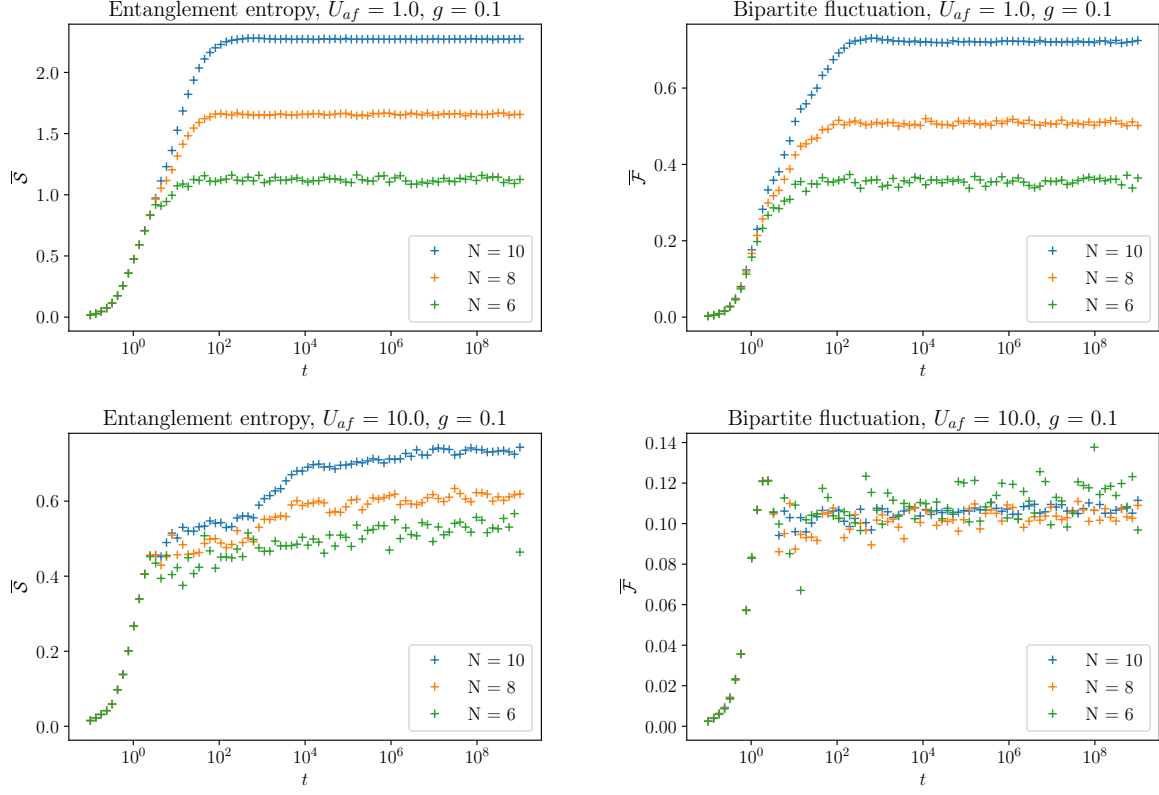 Entanglement entropy, U_af = 1.0, g = 0.1
2.0
1.5
1.0
0.5
0.0
S̅
10^0
10^2
10^4
10^6
10^8
t
N = 10
N = 8
N = 6
Bipartite fluctuation, U_af = 1.0, g = 0.1
0.6
0.4
0.2
0.0
F̅
10^0
10^2
10^4
10^6
10^8
t
N = 10
N = 8
N = 6
Entanglement entropy, U_af = 10.0, g = 0.1
0.6
0.4
0.2
0.0
S̅
10^0
10^2
10^4
10^6
10^8
t
N = 10
N = 8
N = 6
Bipartite fluctuation, U_af = 10.0, g = 0.1
0.14
0.12
0.10
0.08
0.06
0.04
0.02
0.00
F̅
10^0
10^2
10^4
10^6
10^8
t
N = 10
N = 8
N = 6